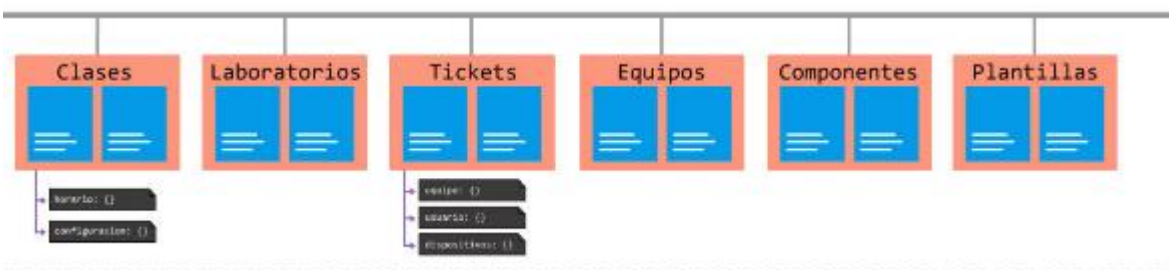 Clases
Laboratorios
Tickets
Equipos
Componentes
Plantillas
horario: {}
configuracion: {}
equipo: {}
usuario: {}
dispositivos: {}